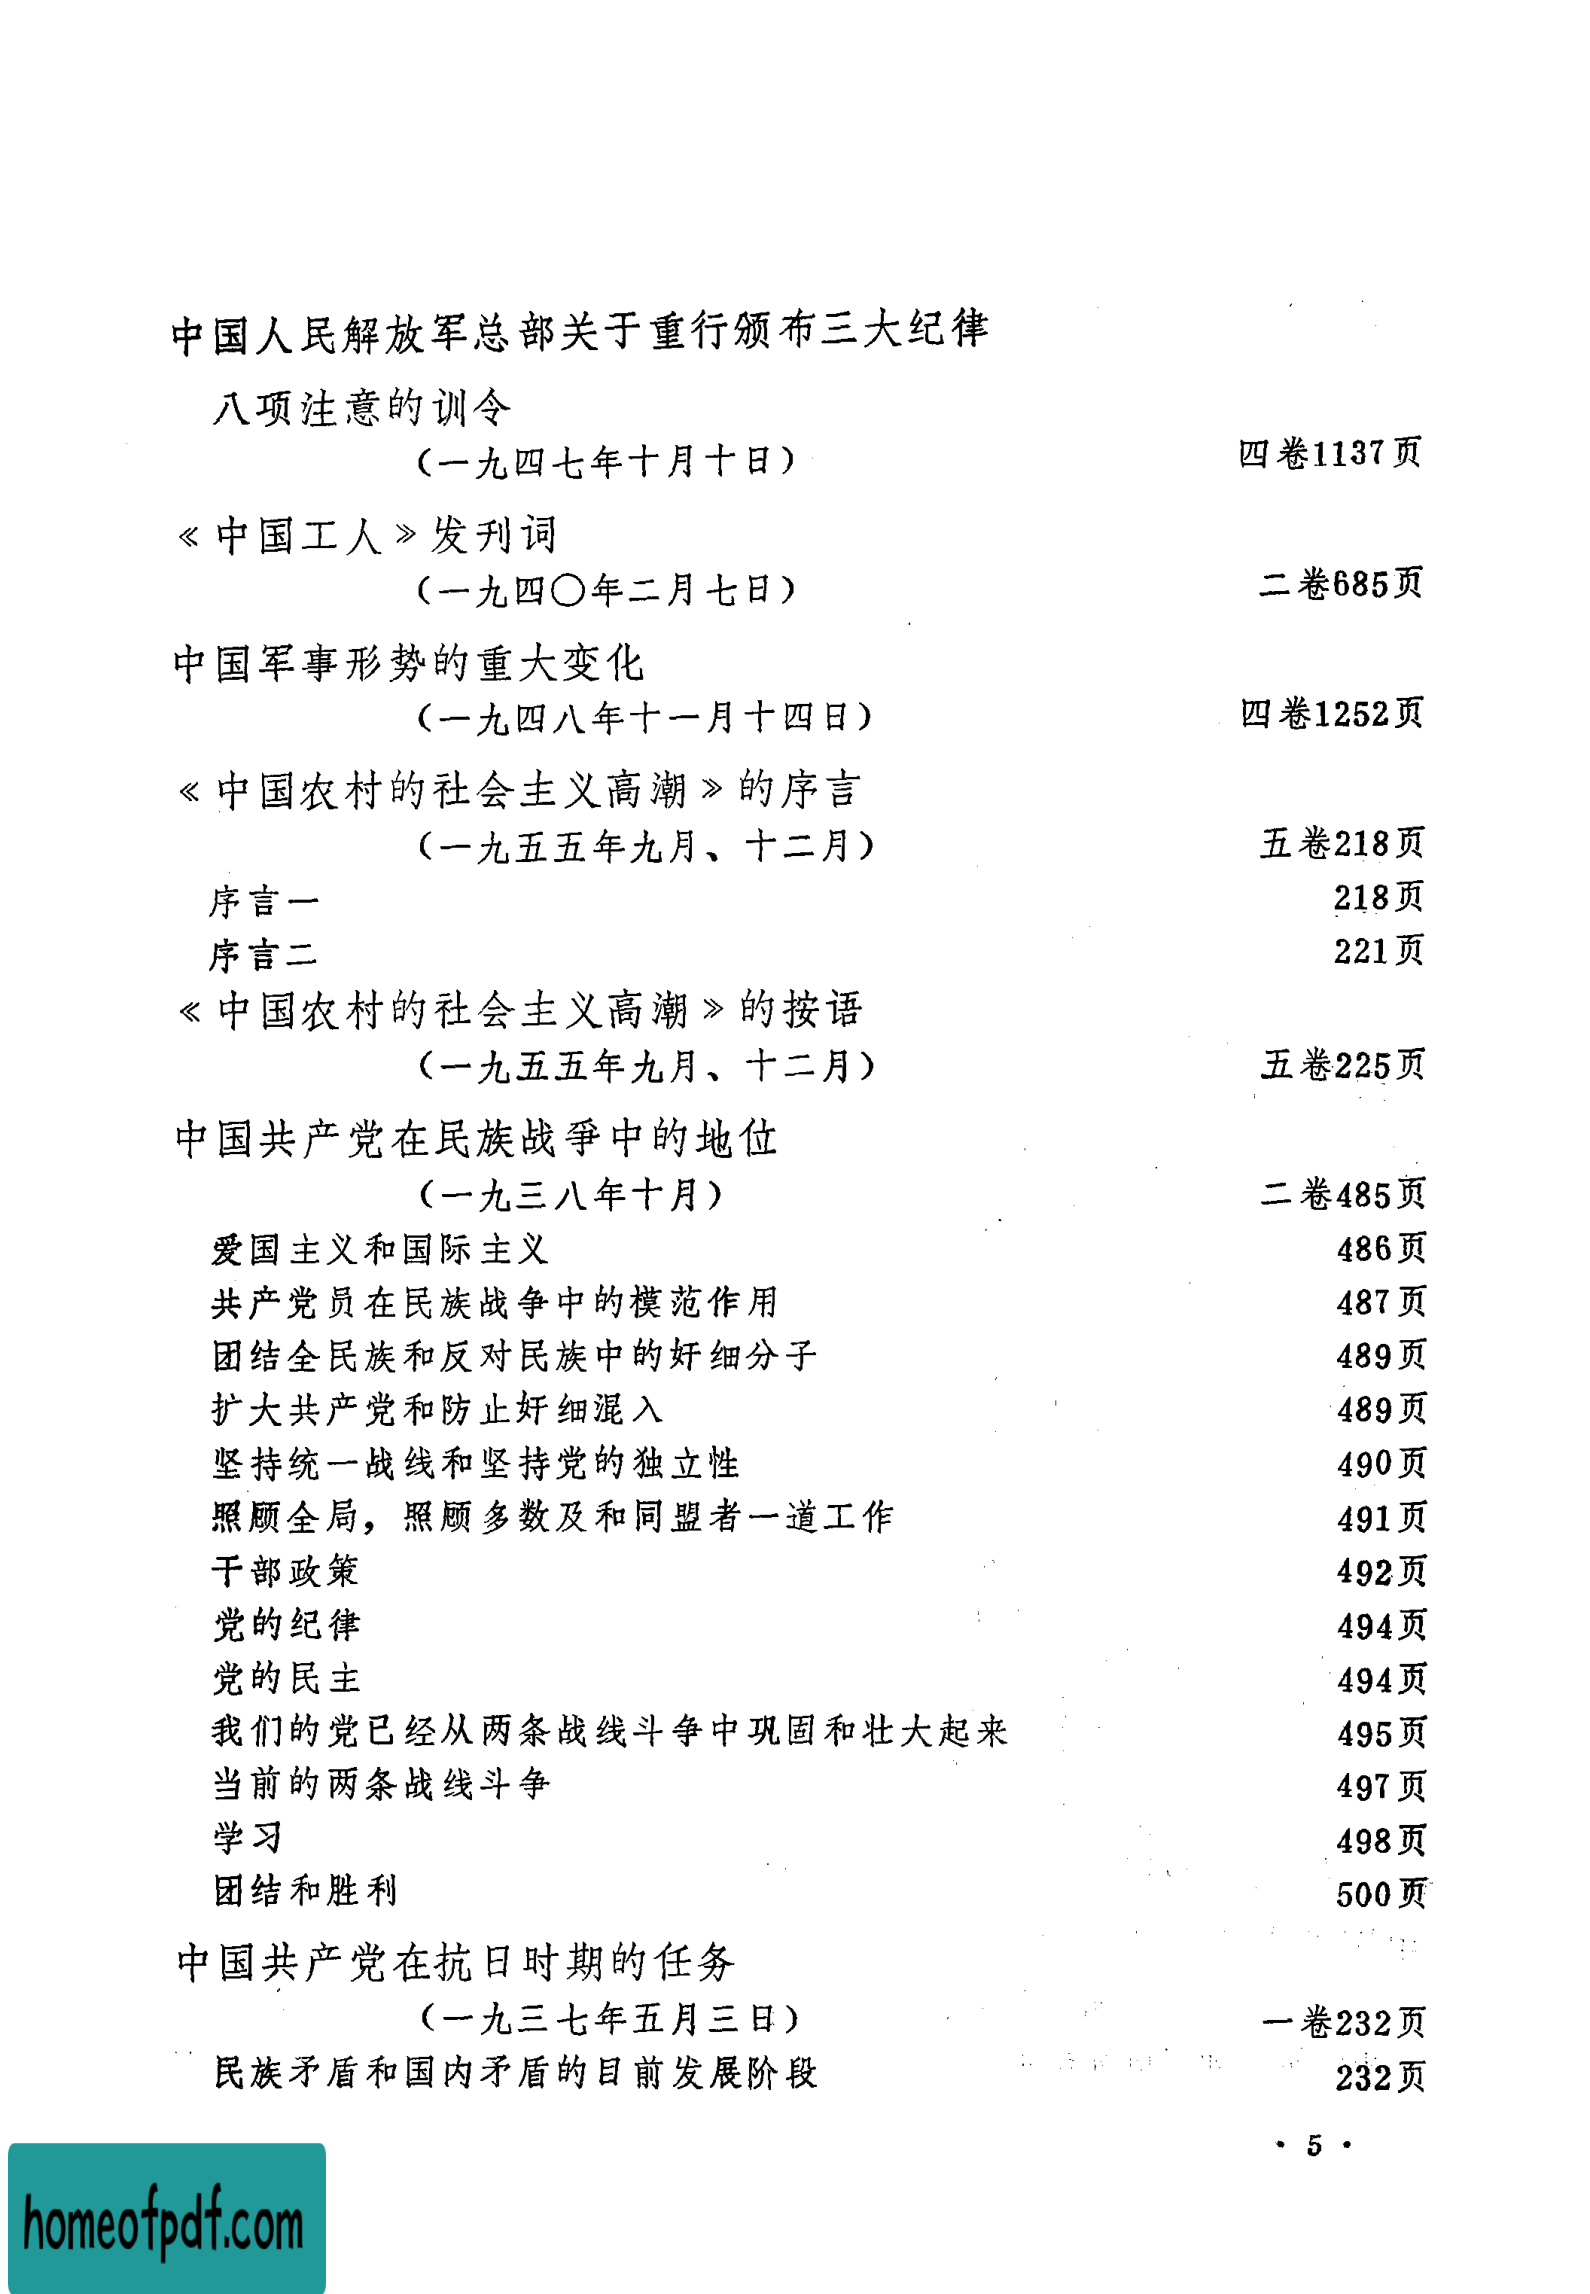 中国人民解放军总部关于重行颁布三大纪律
八项注意的训令
（一九四七年十月十日） 四卷1137页
《中国工人》发刊词
（一九四〇年二月七日） 二卷685页
中国军事形势的重大变化
（一九四八年十一月十四日） 四卷1252页
《中国农村的社会主义高潮》的序言
（一九五五年九月、十二月） 五卷218页
序言一 218页
序言二 221页
《中国农村的社会主义高潮》的按语
（一九五五年九月、十二月） 五卷225页
中国共产党在民族战爭中的地位
（一九三八年十月） 二卷485页
爱国主义和国际主义 486页
共产党员在民族战争中的模范作用 487页
团结全民族和反对民族中的奸细分子 489页
扩大共产党和防止奸细混入 489页
坚持统一战线和坚持党的独立性 490页
照顾全局，照顾多数及和同盟者一道工作 491页
干部政策 492页
党的纪律 494页
党的民主 494页
我们的党已经从两条战线斗争中巩固和壮大起来 495页
当前的两条战线斗争 497页
学习 498页
团结和胜利 500页
中国共产党在抗日时期的任务
（一九三七年五月三日） 一卷232页
民族矛盾和国内矛盾的目前发展阶段 232页
· 5 ·
homeofpdf.com